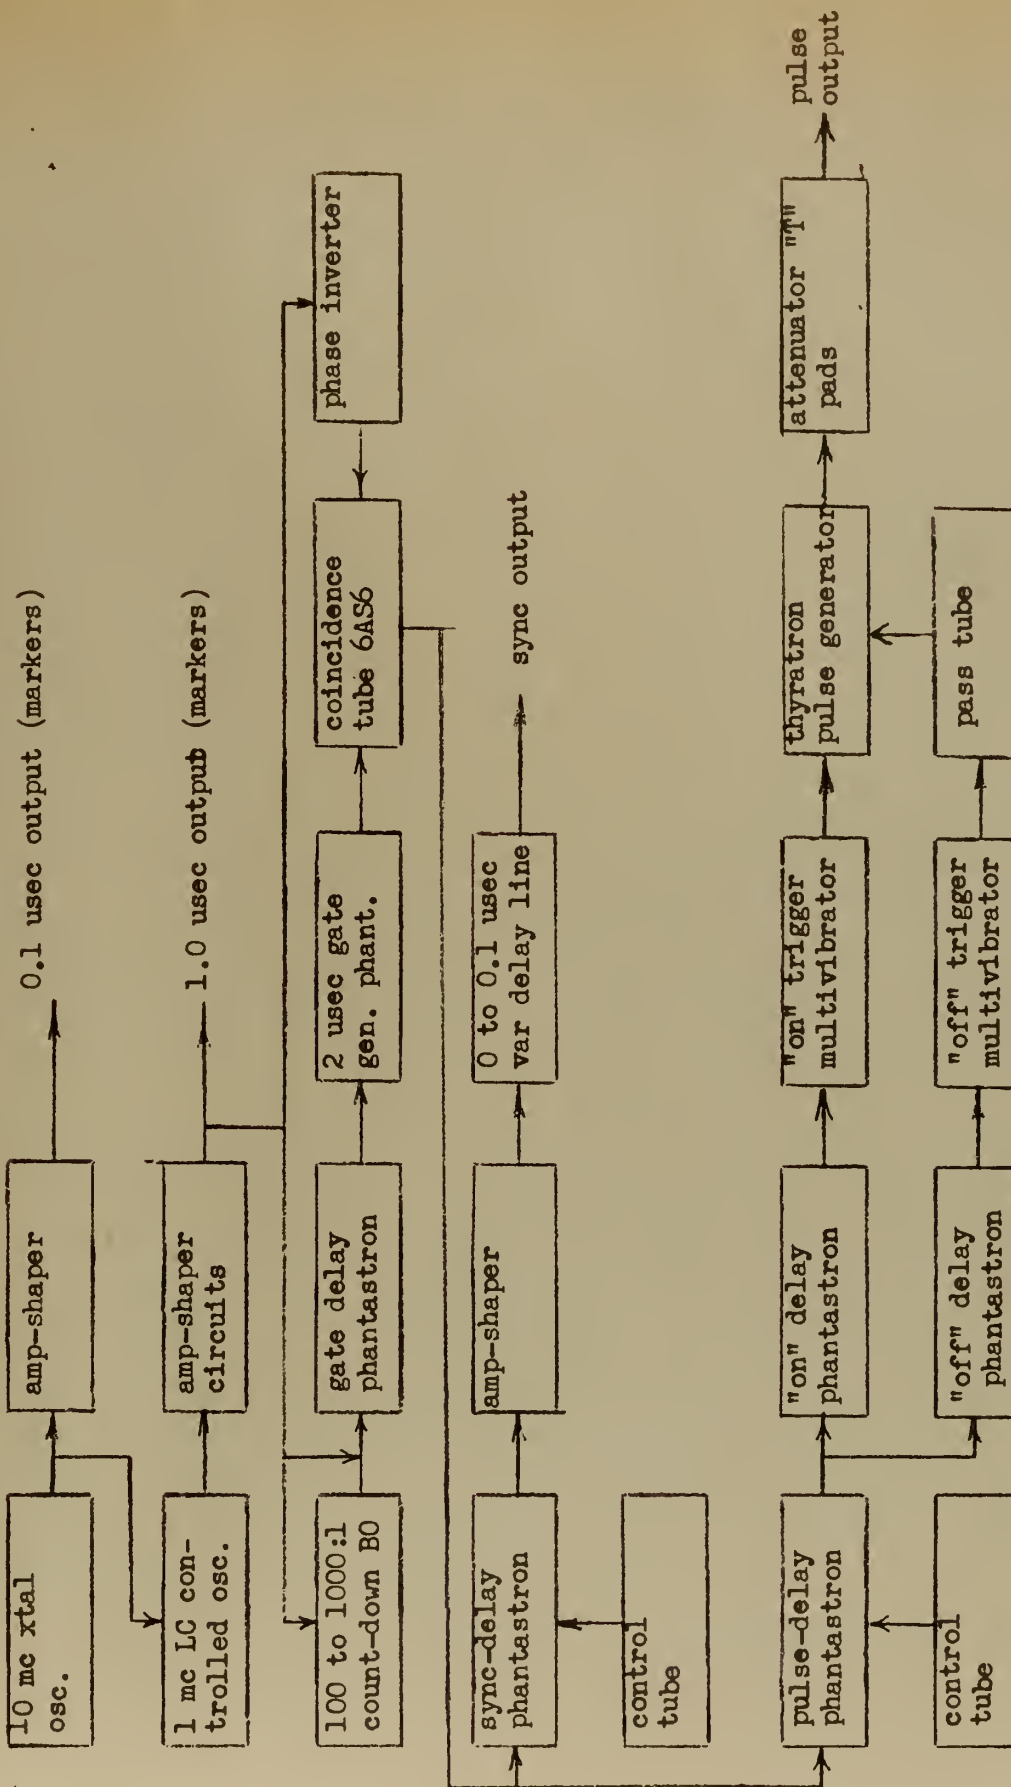 10 mc xtal
osc.
amp-shaper
0.1 usec output (markers)
1 mc LC con-
trolled osc.
amp-shaper
circuits
1.0 usec output (markers)
100 to 1000:1
count-down BO
gate delay
phantastron
2 usec gate
gen. phant.
coincidence
tube 6AS6
phase inverter
sync-delay
phantastron
amp-shaper
0 to 0.1 usec
var delay line
sync output
control
tube
pulse-delay
phantastron
"on" delay
phantastron
"on" trigger
multivibrator
thyratron
pulse generator
attenuator "T"
pads
pulse
output
control
tube
"off" delay
phantastron
"off" trigger
multivibrator
pass tube